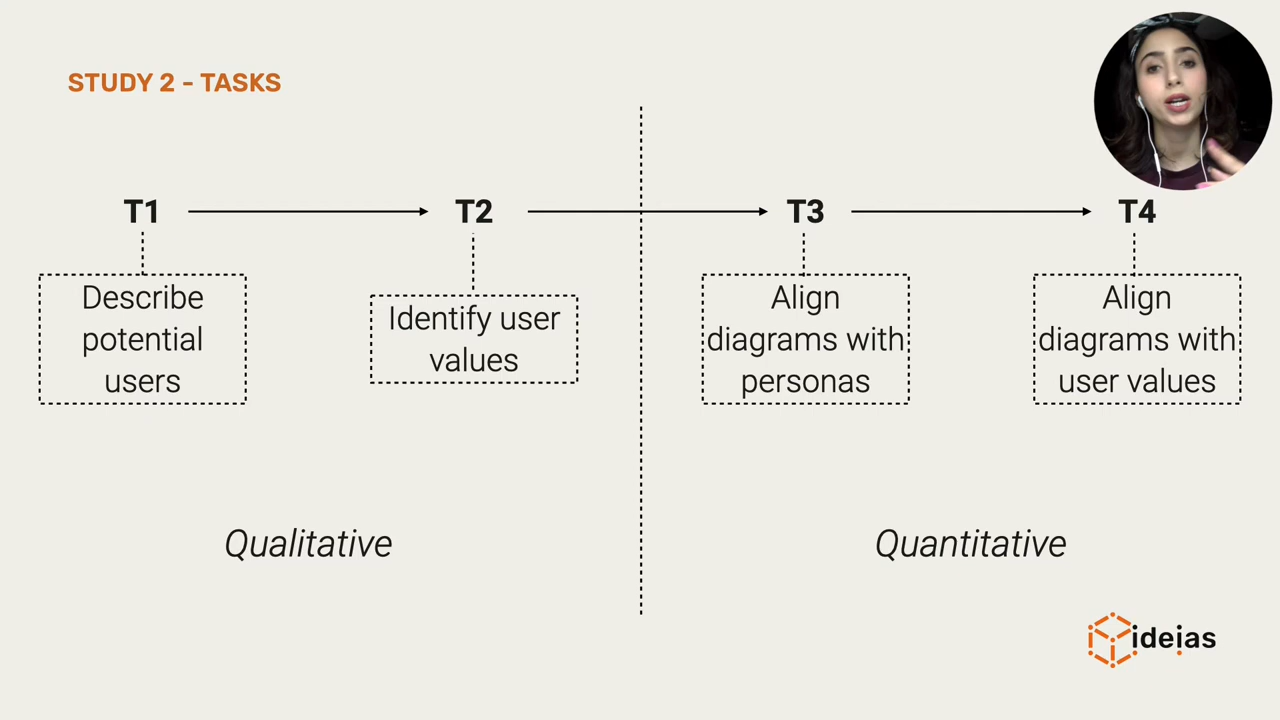 STUDY 2 - TASKS
T1
T2
T3
T4
Describe
potential
users
Identify user
values
Align
diagrams with
personas
Align
diagrams with
user values
Qualitative
Quantitative
ideias